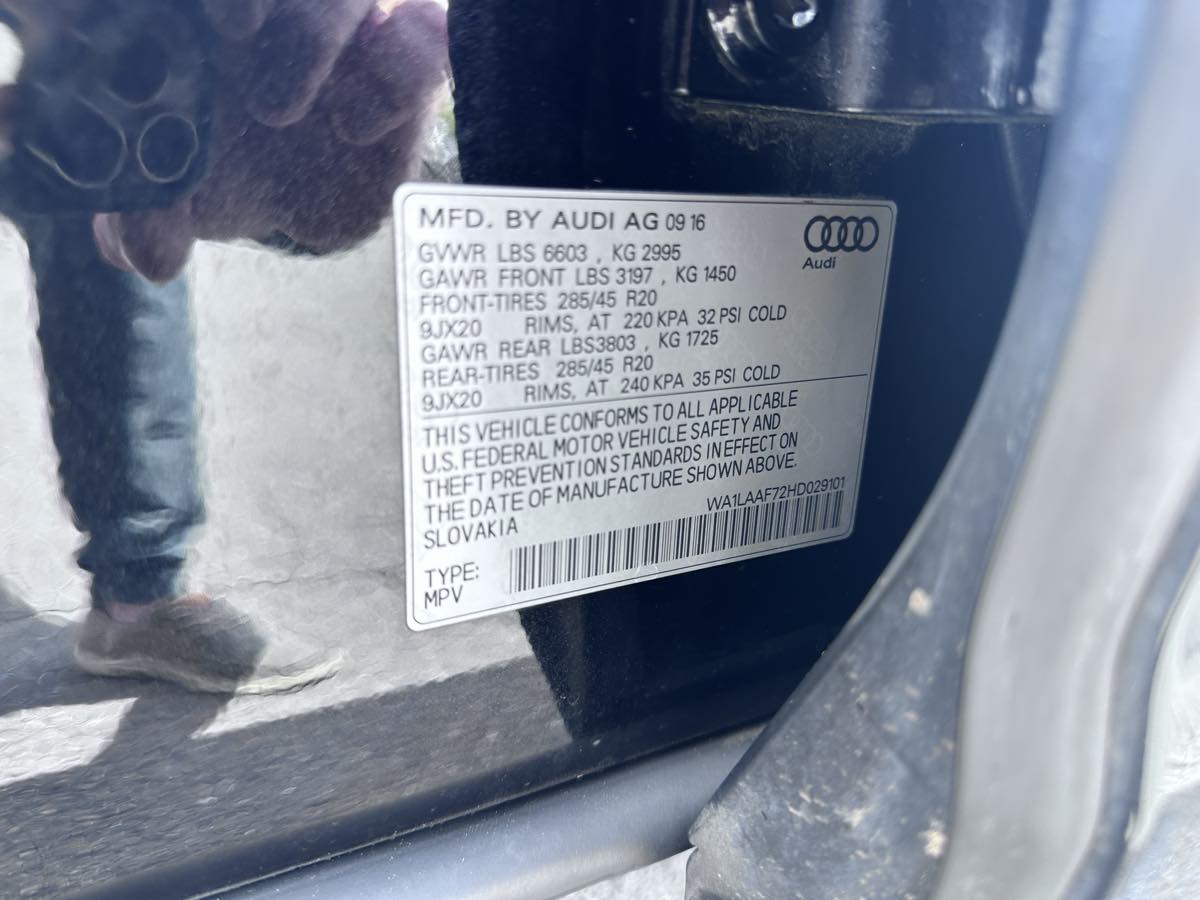 MFD. BY AUDI AG 09 16
Audi
GVWR LBS 6603 , KG 2995
GAWR FRONT LBS 3197 , KG 1450
FRONT-TIRES 285/45 R20
9JX20 RIMS, AT 220 KPA 32 PSI COLD
GAWR REAR LBS3803 , KG 1725
REAR-TIRES 285/45 R20
9JX20 RIMS, AT 240 KPA 35 PSI COLD
THIS VEHICLE CONFORMS TO ALL APPLICABLE
U.S. FEDERAL MOTOR VEHICLE SAFETY AND
THEFT PREVENTION STANDARDS IN EFFECT ON
THE DATE OF MANUFACTURE SHOWN ABOVE.
SLOVAKIA WA1LAAF72HD029101
TYPE:
MPV